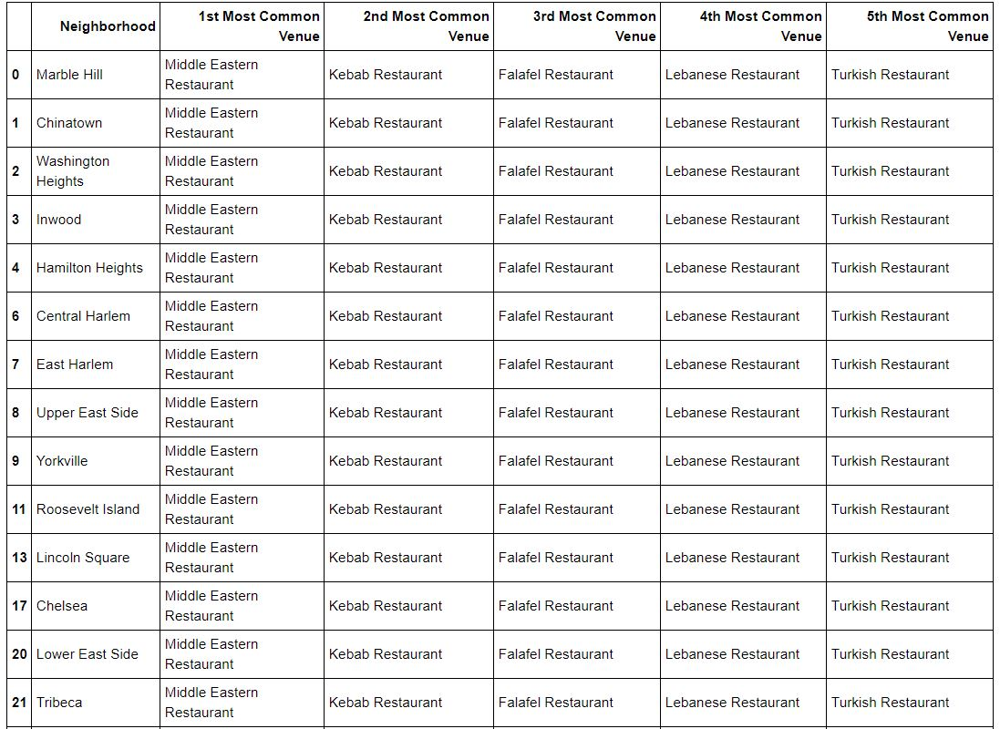 Neighborhood 1st Most Common Venue 2nd Most Common Venue 3rd Most Common Venue 4th Most Common Venue 5th Most Common Venue
0 Marble Hill Middle Eastern Restaurant Kebab Restaurant Falafel Restaurant Lebanese Restaurant Turkish Restaurant
1 Chinatown Middle Eastern Restaurant Kebab Restaurant Falafel Restaurant Lebanese Restaurant Turkish Restaurant
2 Washington Heights Middle Eastern Restaurant Kebab Restaurant Falafel Restaurant Lebanese Restaurant Turkish Restaurant
3 Inwood Middle Eastern Restaurant Kebab Restaurant Falafel Restaurant Lebanese Restaurant Turkish Restaurant
4 Hamilton Heights Middle Eastern Restaurant Kebab Restaurant Falafel Restaurant Lebanese Restaurant Turkish Restaurant
6 Central Harlem Middle Eastern Restaurant Kebab Restaurant Falafel Restaurant Lebanese Restaurant Turkish Restaurant
7 East Harlem Middle Eastern Restaurant Kebab Restaurant Falafel Restaurant Lebanese Restaurant Turkish Restaurant
8 Upper East Side Middle Eastern Restaurant Kebab Restaurant Falafel Restaurant Lebanese Restaurant Turkish Restaurant
9 Yorkville Middle Eastern Restaurant Kebab Restaurant Falafel Restaurant Lebanese Restaurant Turkish Restaurant
11 Roosevelt Island Middle Eastern Restaurant Kebab Restaurant Falafel Restaurant Lebanese Restaurant Turkish Restaurant
13 Lincoln Square Middle Eastern Restaurant Kebab Restaurant Falafel Restaurant Lebanese Restaurant Turkish Restaurant
17 Chelsea Middle Eastern Restaurant Kebab Restaurant Falafel Restaurant Lebanese Restaurant Turkish Restaurant
20 Lower East Side Middle Eastern Restaurant Kebab Restaurant Falafel Restaurant Lebanese Restaurant Turkish Restaurant
21 Tribeca Middle Eastern Restaurant Kebab Restaurant Falafel Restaurant Lebanese Restaurant Turkish Restaurant